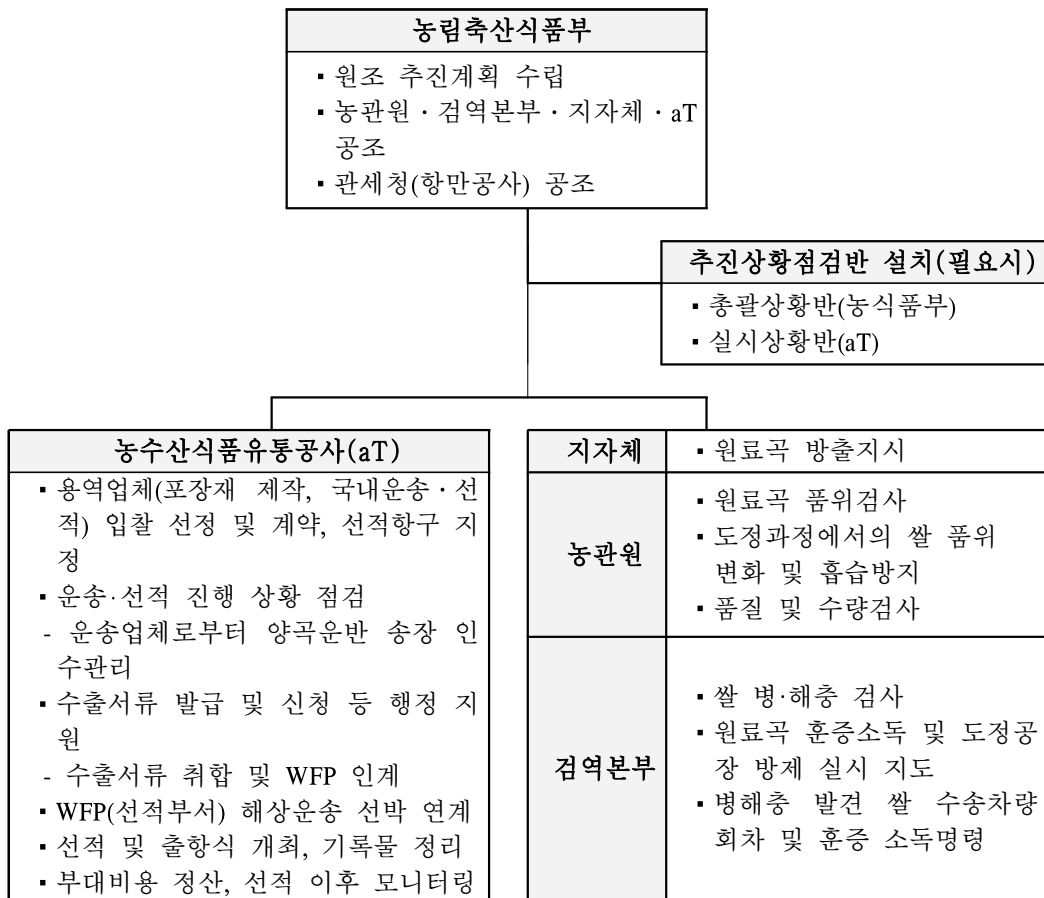 농림축산식품부
▪ 원조 추진계획 수립
▪ 농관원 · 검역본부 · 지자체 · aT
공조
▪ 관세청(항만공사) 공조
추진상황점검반 설치(필요시)
▪ 총괄상황반(농식품부)
▪ 실시상황반(aT)
농수산식품유통공사(aT)
▪ 용역업체(포장재 제작, 국내운송 · 선
적) 입찰 선정 및 계약, 선적항구 지
정
▪ 운송·선적 진행 상황 점검
- 운송업체로부터 양곡운반 송장 인
수관리
▪ 수출서류 발급 및 신청 등 행정 지
원
- 수출서류 취합 및 WFP 인계
▪ WFP(선적부서) 해상운송 선박 연계
▪ 선적 및 출항식 개최, 기록물 정리
▪ 부대비용 정산, 선적 이후 모니터링
지자체
▪ 원료곡 방출지시
농관원
▪ 원료곡 품위검사
▪ 도정과정에서의 쌀 품위
변화 및 흡습방지
▪ 품질 및 수량검사
검역본부
▪ 쌀 병·해충 검사
▪ 원료곡 훈증소독 및 도정공
장 방제 실시 지도
▪ 병해충 발견 쌀 수송차량
회차 및 훈증 소독명령